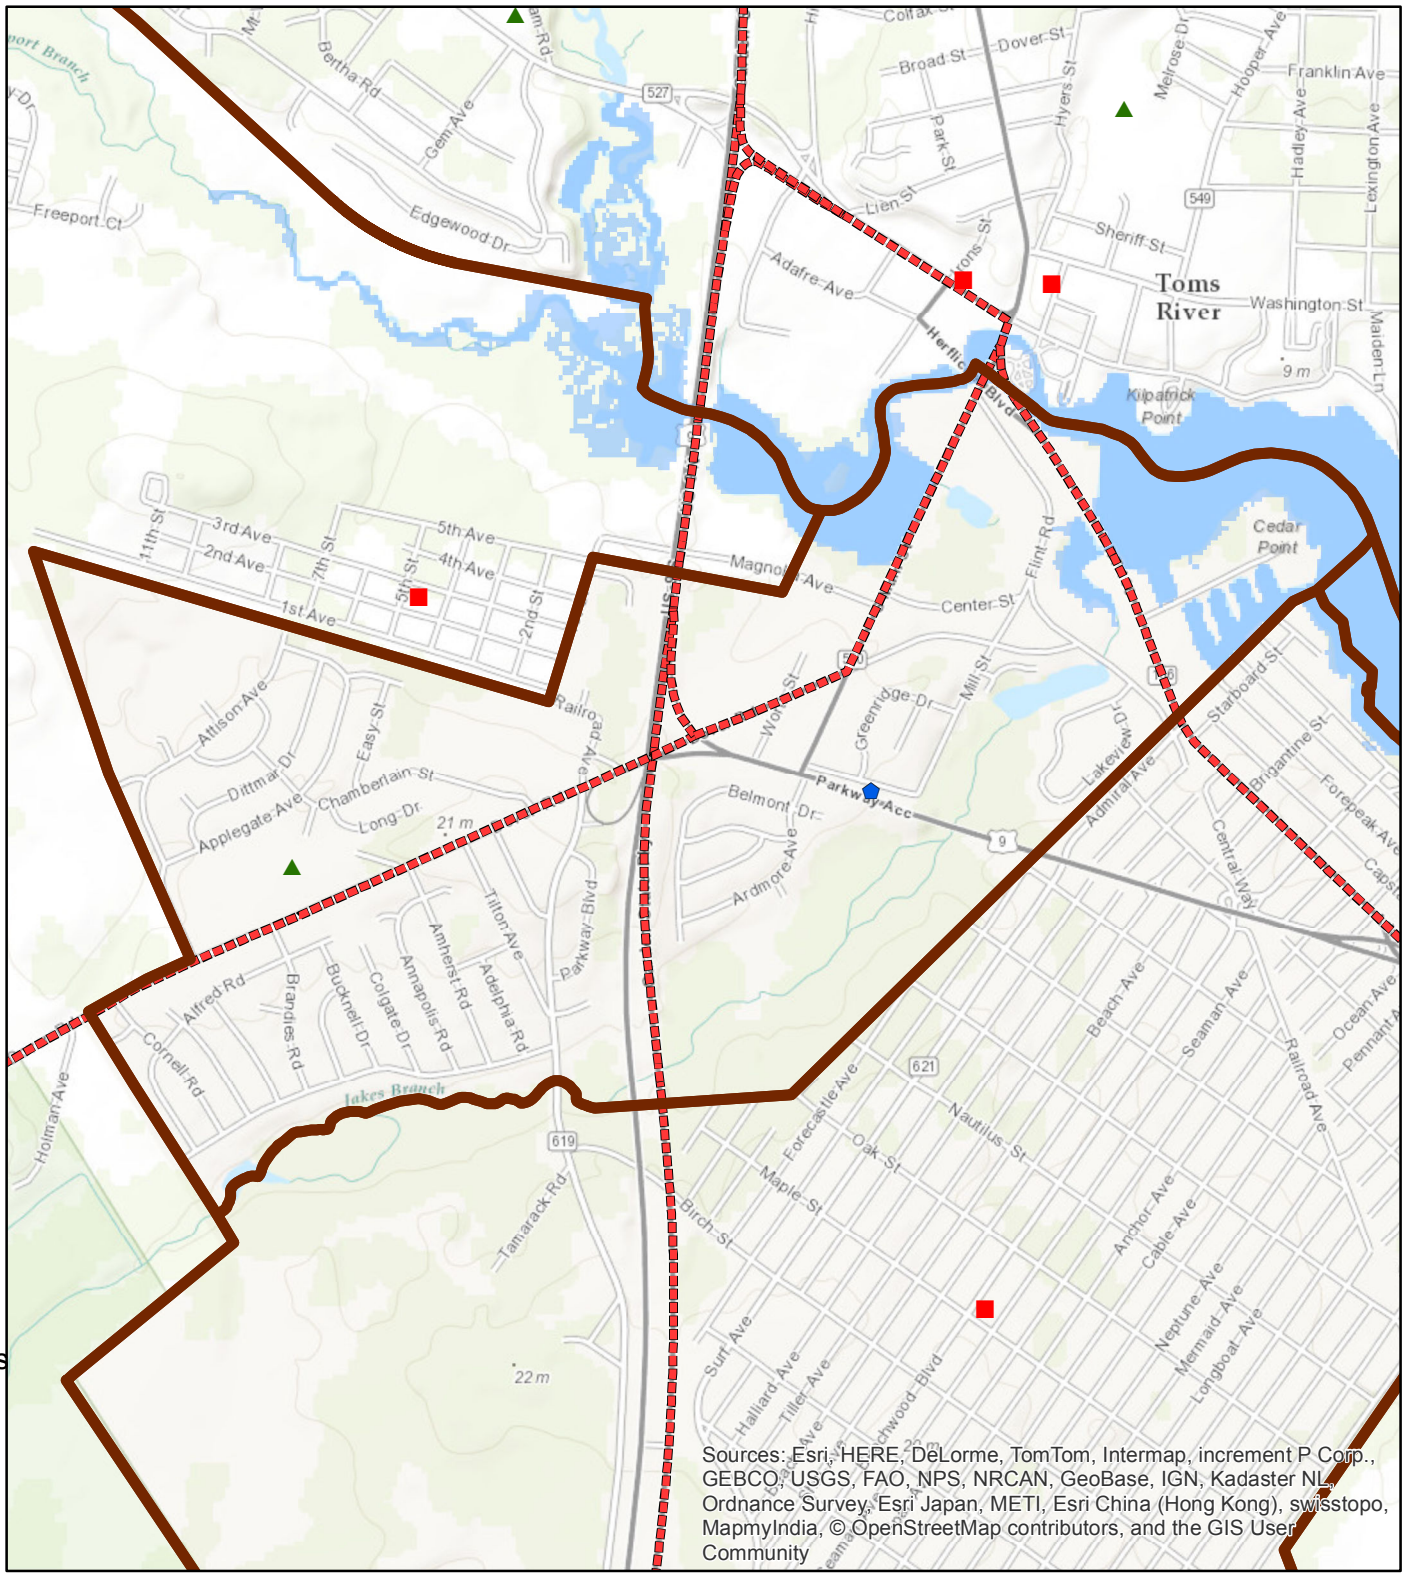 Colfax St
Dover St
Broad St
Melrose Dr
Hooper Ave
Franklin Ave
Bertha Rd
527
Hyers St
Park St
Gem Ave
Hadley Ave
Lexington Ave
Lien St
549
Freeport Ct
Edgewood Dr
Sheriff St
Adafre Ave
Toms
River
Washington St
Maiden Ln
9 m
Blvd
Kilpatrick
Point
11th St
3rd Ave
2nd Ave
7th St
5th Ave
4th Ave
5th St
1st Ave
2nd St
Flint Rd
Center St
Cedar
Point
Mill St
Starboard St
Attison Ave
Easy St
Dittmar Dr
Chamberlain St
Applegate Ave
Long Dr
21 m
Railroad Ave
Lakeview Dr
Admiral Ave
Brigantine St
Forepeak Ave
Belmont Dr
Parkway Acc
9
Ardmore Ave
Central Way
Tilton Ave
Parkway Blvd
Amherst Rd
Annapolis Rd
Adelphia Rd
Alfred Rd
Brandies Rd
Bucknell Dr
Colgate Dr
Cornell Rd
Beach Ave
Seaman Ave
Ocean Ave
Railroad Ave
621
Jakes Branch
Holman Ave
619
Forecastle Ave
Nautilus St
Oak St
Maple St
Birch St
Tamarack Rd
Anchor Ave
Cable Ave
Neptune Ave
Mermaid Ave
Longboat Ave
Surf Ave
Halliard Ave
Tiller Ave
22 m
Sources: Esri, HERE, DeLorme, TomTom, Intermap, increment P Corp.,
GEBCO, USGS, FAO, NPS, NRCAN, GeoBase, IGN, Kadaster NL,
Ordnance Survey, Esri Japan, METI, Esri China (Hong Kong), swisstopo,
MapmyIndia, © OpenStreetMap contributors, and the GIS User
Community